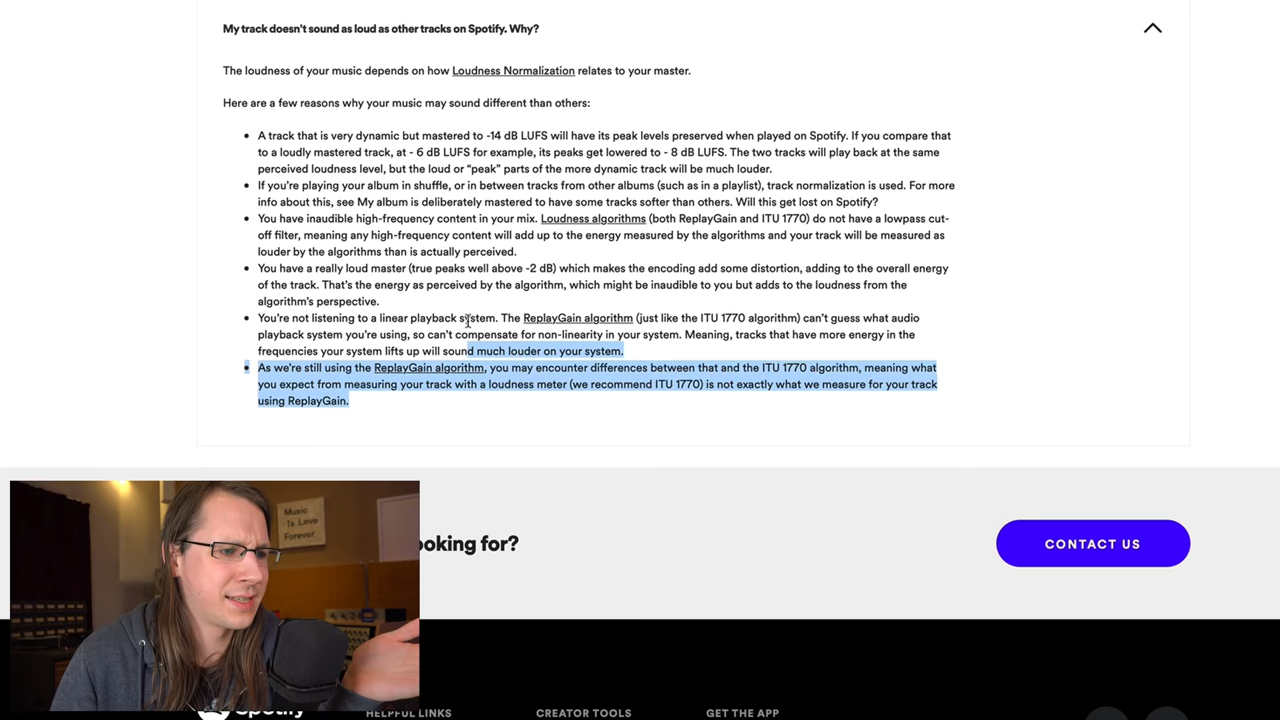 My track doesn't sound as loud as other tracks on Spotify. Why?
The loudness of your music depends on how Loudness Normalization relates to your master.
Here are a few reasons why your music may sound different than others:
• A track that is very dynamic but mastered to -14 dB LUFS will have its peak levels preserved when played on Spotify. If you compare that
to a loudly mastered track, at - 6 dB LUFS for example, its peaks get lowered to - 8 dB LUFS. The two tracks will play back at the same
perceived loudness level, but the loud or “peak” parts of the more dynamic track will be much louder.
• If you’re playing your album in shuffle, or in between tracks from other albums (such as in a playlist), track normalization is used. For more
info about this, see My album is deliberately mastered to have some tracks softer than others. Will this get lost on Spotify?
• You have inaudible high-frequency content in your mix. Loudness algorithms (both ReplayGain and ITU 1770) do not have a lowpass cut-
off filter, meaning any high-frequency content will add up to the energy measured by the algorithms and your track will be measured as
louder by the algorithms than is actually perceived.
• You have a really loud master (true peaks well above -2 dB) which makes the encoding add some distortion, adding to the overall energy
of the track. That’s the energy as perceived by the algorithm, which might be inaudible to you but adds to the loudness from the
algorithm’s perspective.
• You’re not listening to a linear playback system. The ReplayGain algorithm (just like the ITU 1770 algorithm) can’t guess what audio
playback system you’re using, so can’t compensate for non-linearity in your system. Meaning, tracks that have more energy in the
frequencies your system lifts up will sound much louder on your system.
• As we’re still using the ReplayGain algorithm, you may encounter differences between that and the ITU 1770 algorithm, meaning what
you expect from measuring your track with a loudness meter (we recommend ITU 1770) is not exactly what we measure for your track
using ReplayGain.
ooking for?
CONTACT US
Music
Is Love
Forever
Spotify
HELPFUL LINKS
CREATOR TOOLS
GET THE APP